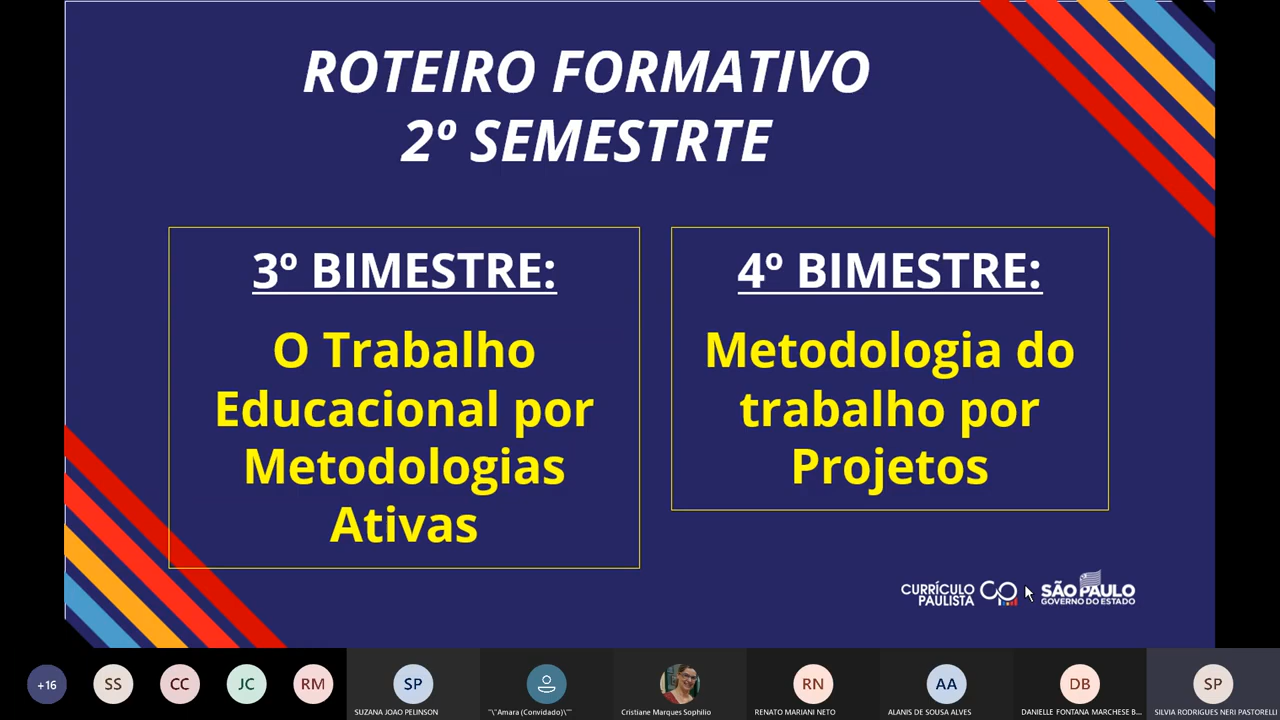 ROTEIRO FORMATIVO
2º SEMESTRTE
3º BIMESTRE:
O Trabalho
Educacional por
Metodologias
Ativas
4º BIMESTRE:
Metodologia do
trabalho por
Projetos
CURRÍCULO
PAULISTA
SÃO PAULO
GOVERNO DO ESTADO
+16
SS
CC
JC
RM
SP
SUZANA JOAO PELINSON
"\"Amara (Convidado)\""
Cristiane Marques Sophilio
RN
RENATO MARIANI NETO
AA
ALANIS DE SOUSA ALVES
DB
DANIELLE FONTANA MARCHESE B...
SP
SILVIA RODRIGUES NERI PASTORELLI